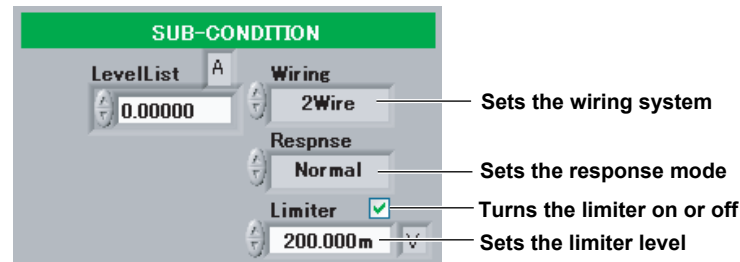 SUB-CONDITION
LevelList A
0.00000
Wiring
2Wire
Sets the wiring system
Respnse
Normal
Sets the response mode
Limiter
Turns the limiter on or off
200.000m V
Sets the limiter level